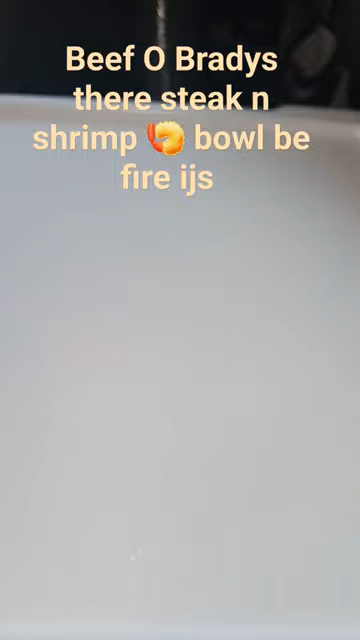 Beef O Bradys
there steak n
shrimp 🍤 bowl be
fire ijs